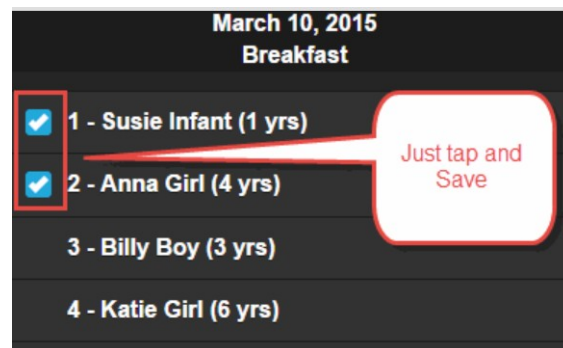 March 10, 2015
Breakfast
1 - Susie Infant (1 yrs)
2 - Anna Girl (4 yrs)
3 - Billy Boy (3 yrs)
4 - Katie Girl (6 yrs)
Just tap and
Save